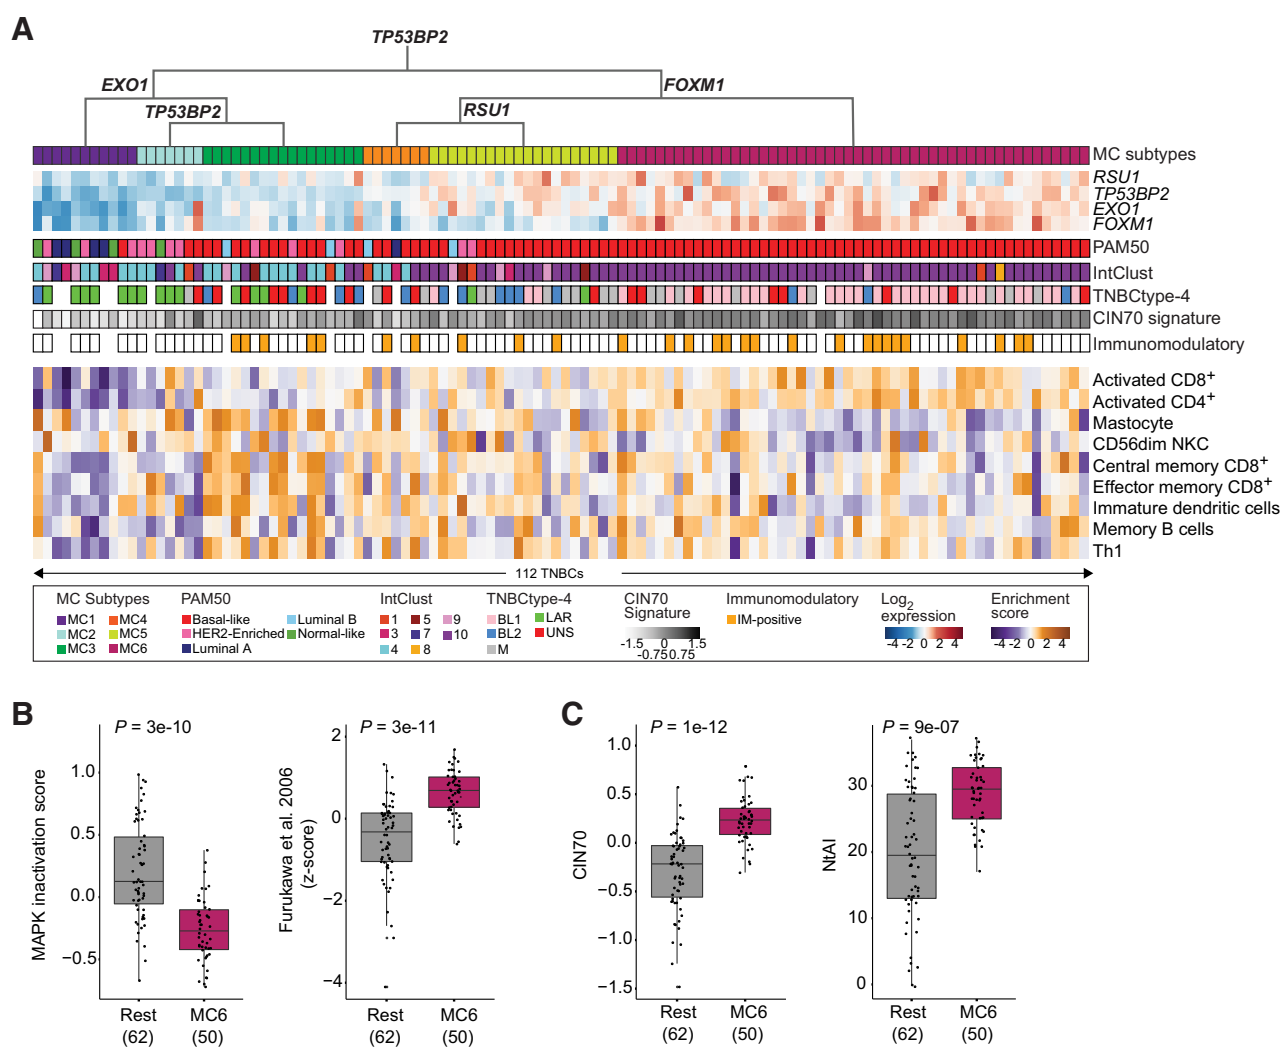 A
TP53BP2
EXO1
FOXM1
TP53BP2
RSU1
MC subtypes
RSU1
TP53BP2
EXO1
FOXM1
PAM50
IntClust
TNBCtype-4
CIN70 signature
Immunomodulatory
Activated CD8+
Activated CD4+
Mastocyte
CD56dim NKC
Central memory CD8+
Effector memory CD8+
Immature dendritic cells
Memory B cells
Th1
112 TNBCs
MC Subtypes
MC1
MC4
MC2
MC5
MC3
MC6
PAM50
Basal-like
Luminal B
HER2-Enriched
Normal-like
Luminal A
IntClust
1
5
9
3
7
10
4
8
TNBCtype-4
BL1
LAR
BL2
UNS
M
CIN70
Signature
-1.5
0
1.5
-0.75
0.75
Immunomodulatory
IM-positive
Log2
expression
-4 -2 0 2 4
Enrichment
score
-4 -2 0 2 4
B
P = 3e-10
MAPK inactivation score
1.0
0.5
0.0
−0.5
Rest
(62)
MC6
(50)
P = 3e-11
Furukawa et al. 2006
(z-score)
2
0
−2
−4
Rest
(62)
MC6
(50)
C
P = 1e-12
CIN70
1.0
0.5
0.0
−0.5
−1.0
−1.5
Rest
(62)
MC6
(50)
P = 9e-07
NtAI
30
20
10
0
Rest
(62)
MC6
(50)